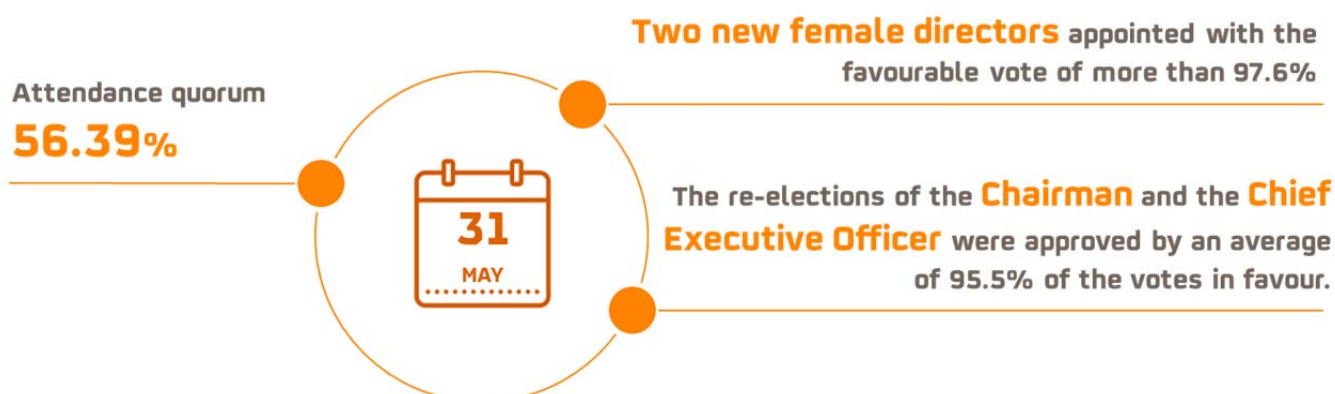 Attendance quorum
56.39%
31
MAY
Two new female directors appointed with the
favourable vote of more than 97.6%
The re-elections of the Chairman and the Chief
Executive Officer were approved by an average
of 95.5% of the votes in favour.